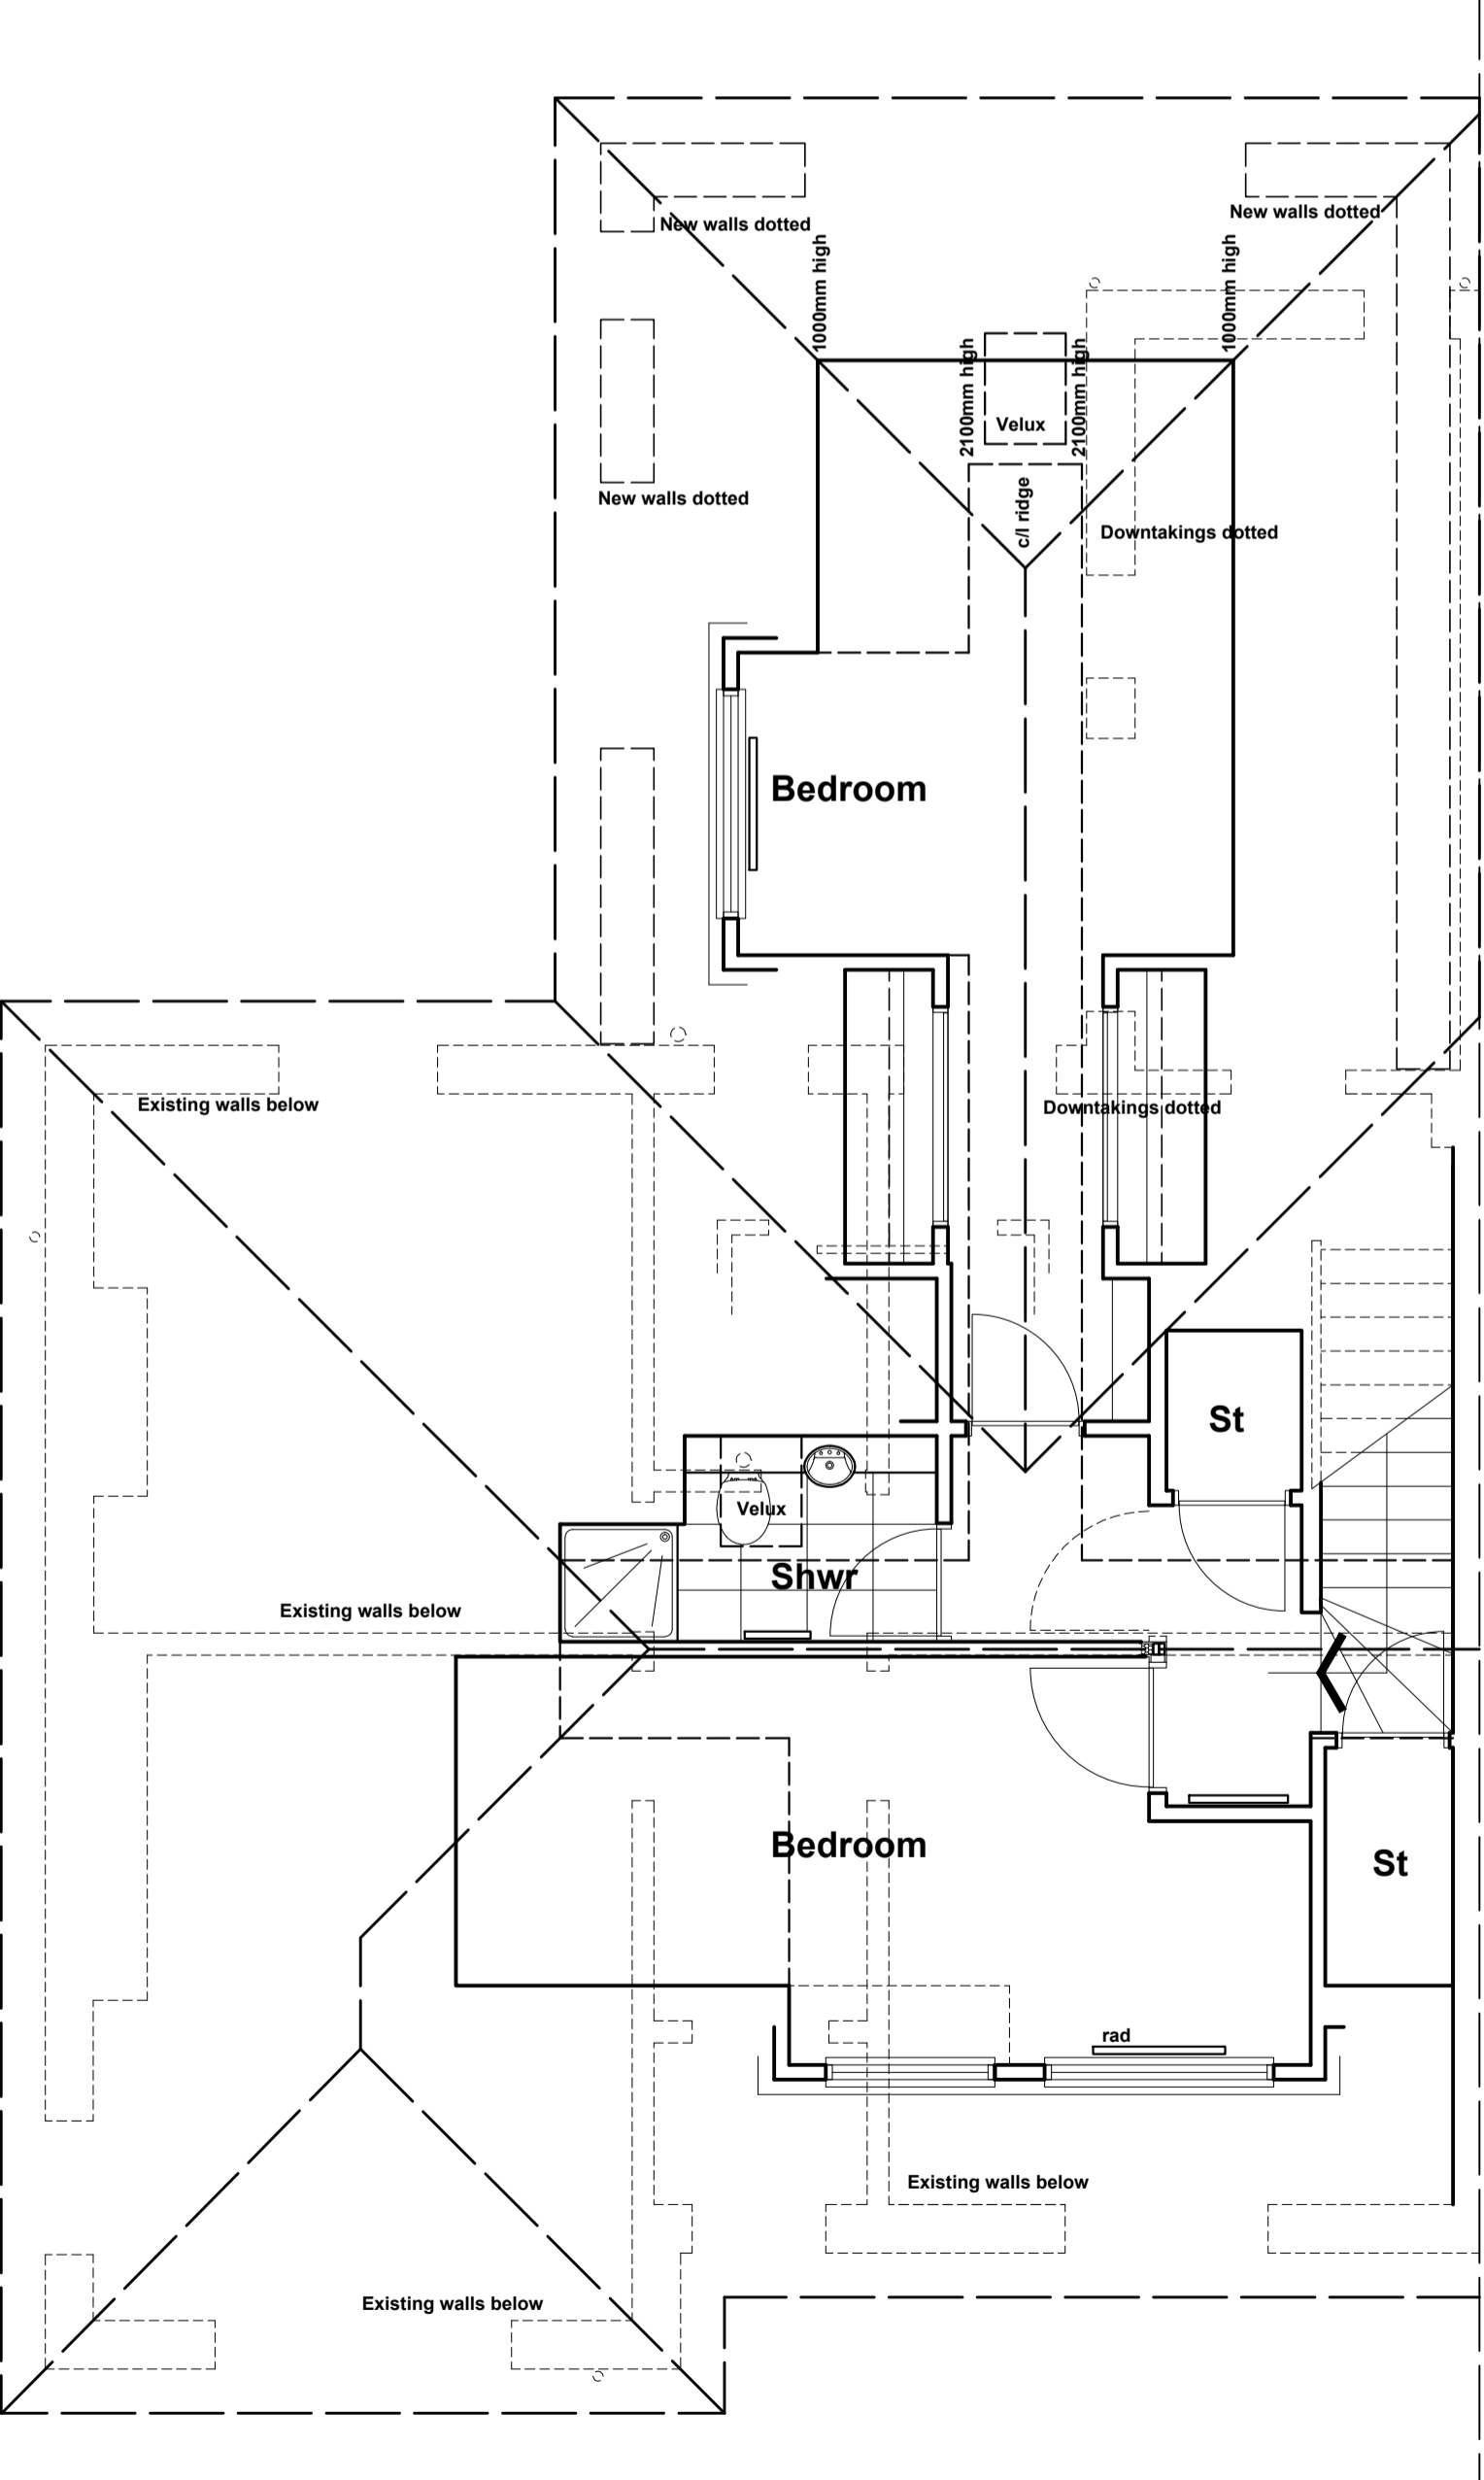 New walls dotted
New walls dotted
1000mm high
1000mm high
2100mm high
2100mm high
Velux
c/l ridge
New walls dotted
Downtakings dotted
Bedroom
Existing walls below
Downtakings dotted
St
Velux
Shwr
Existing walls below
Bedroom
St
rad
Existing walls below
Existing walls below